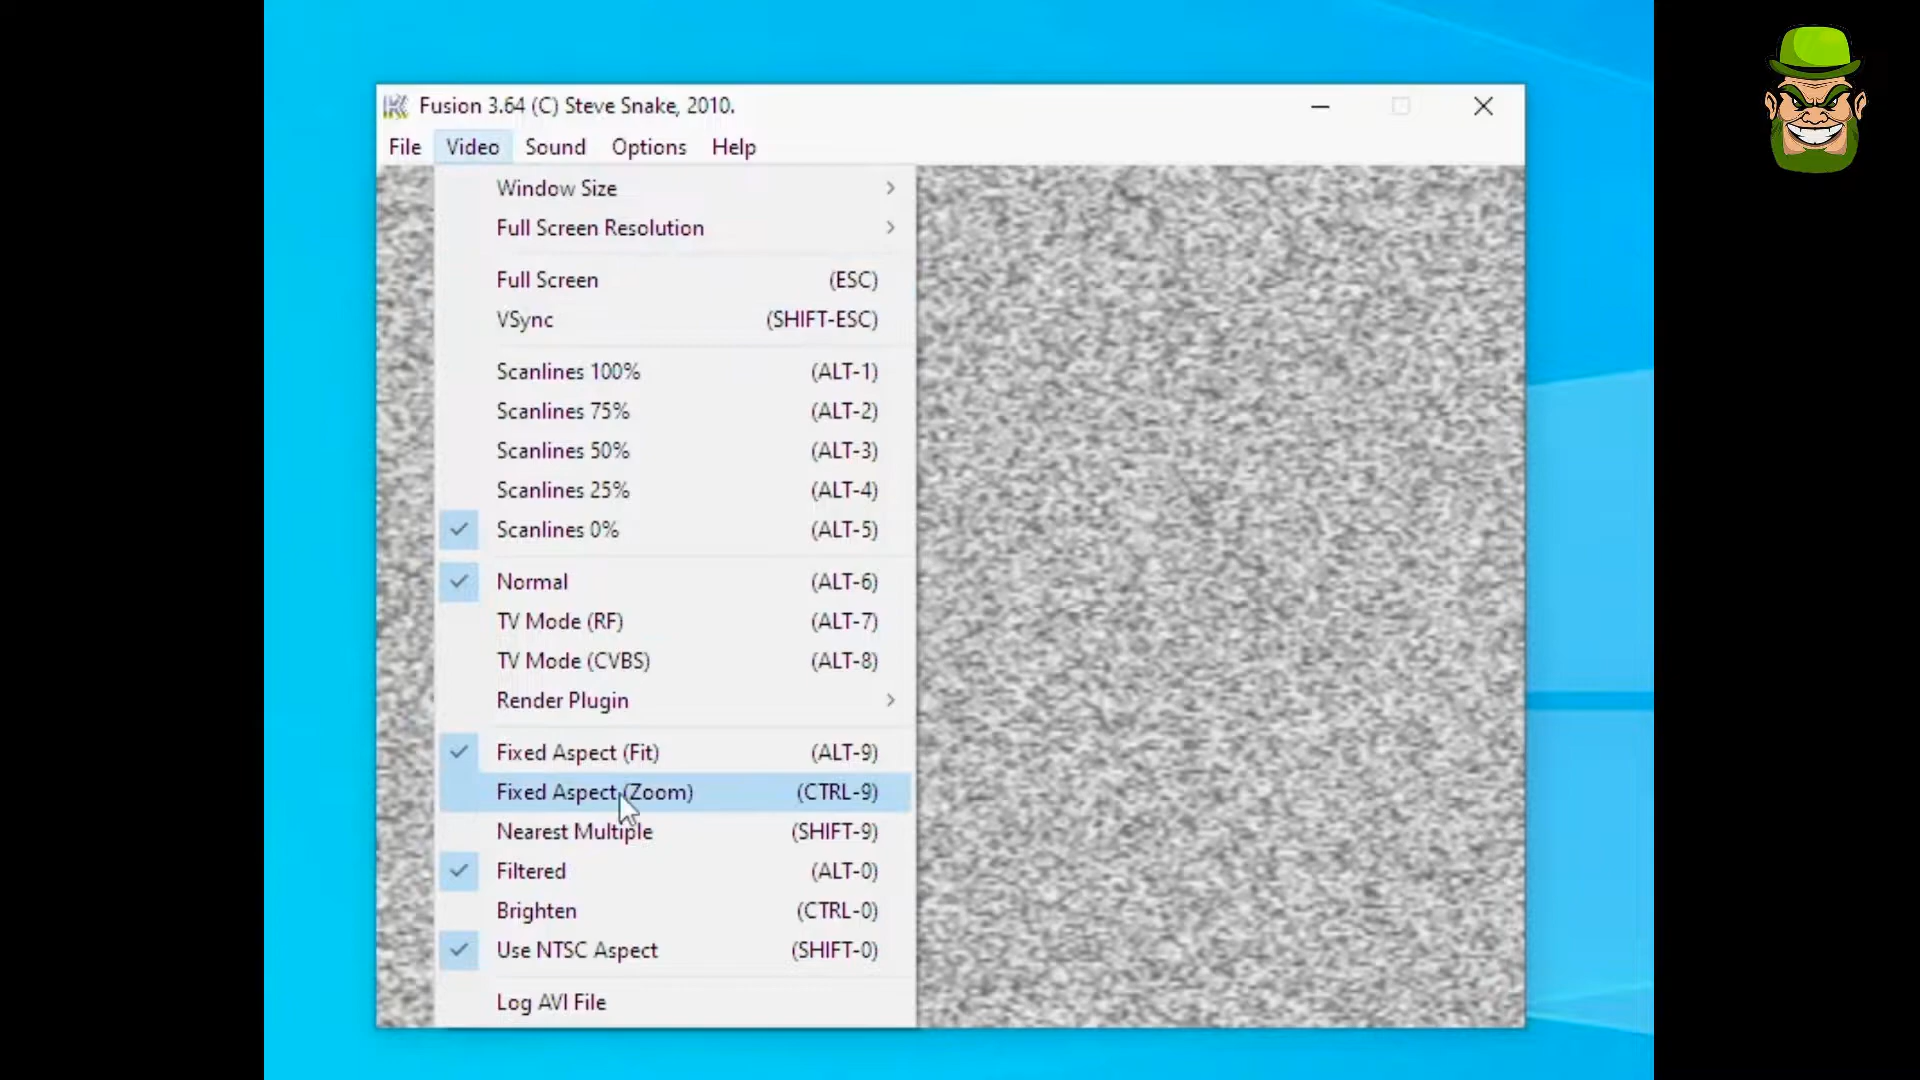 Fusion 3.64 (C) Steve Snake, 2010.
File Video Sound Options Help
Window Size
Full Screen Resolution
Full Screen (ESC)
VSync (SHIFT-ESC)
Scanlines 100% (ALT-1)
Scanlines 75% (ALT-2)
Scanlines 50% (ALT-3)
Scanlines 25% (ALT-4)
Scanlines 0% (ALT-5)
Normal (ALT-6)
TV Mode (RF) (ALT-7)
TV Mode (CVBS) (ALT-8)
Render Plugin
Fixed Aspect (Fit) (ALT-9)
Fixed Aspect (Zoom) (CTRL-9)
Nearest Multiple (SHIFT-9)
Filtered (ALT-0)
Brighten (CTRL-0)
Use NTSC Aspect (SHIFT-0)
Log AVI File